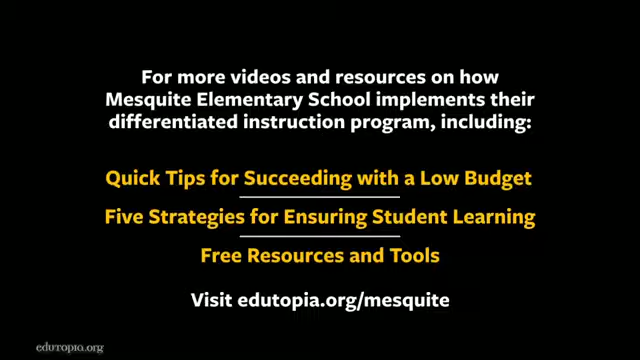 For more videos and resources on how
Mesquite Elementary School implements their
differentiated instruction program, including:
Quick Tips for Succeeding with a Low Budget
Five Strategies for Ensuring Student Learning
Free Resources and Tools
Visit edutopia.org/mesquite
edutopia.org